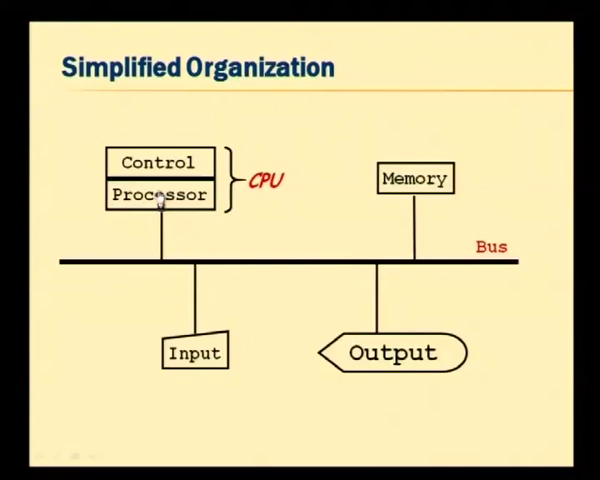 Simplified Organization
Control
Processor
CPU
Memory
Bus
Input
Output